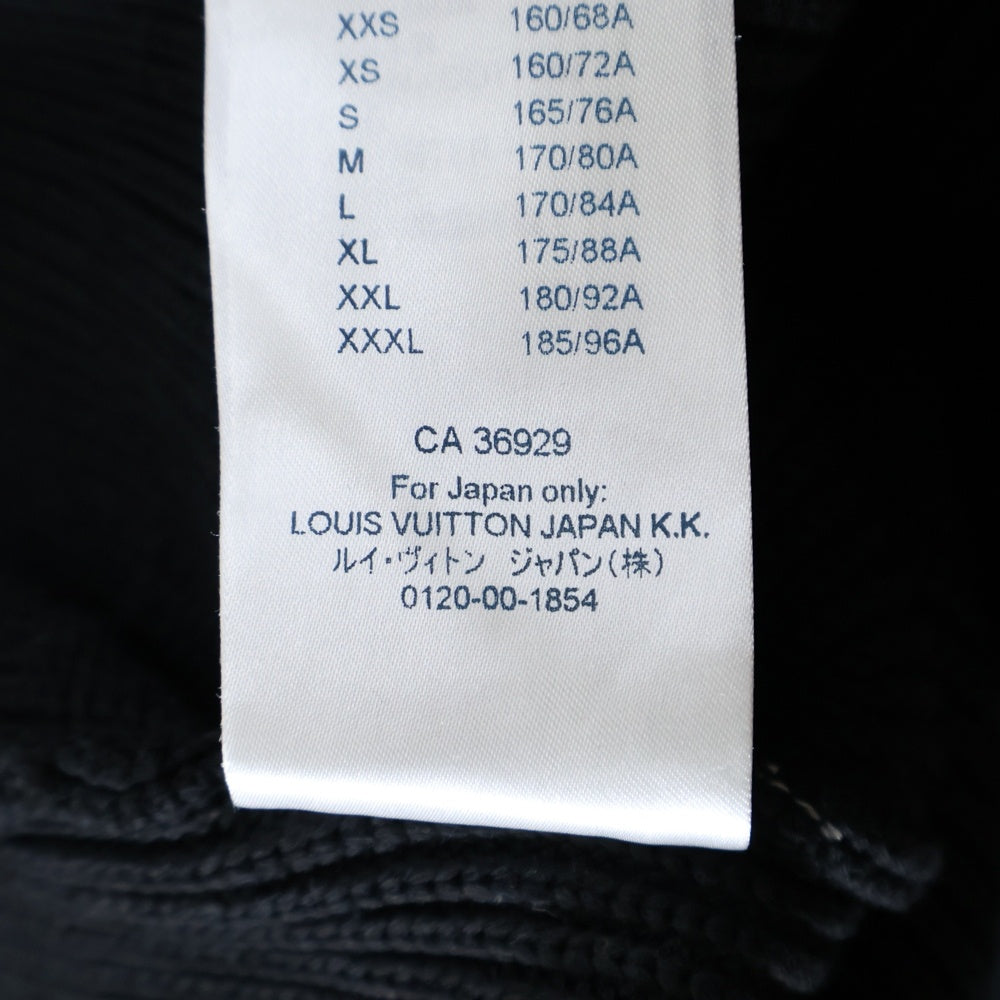 XXS 160/68A
XS 160/72A
S 165/76A
M 170/80A
L 170/84A
XL 175/88A
XXL 180/92A
XXXL 185/96A
CA 36929
For Japan only:
LOUIS VUITTON JAPAN K.K.
ルイ・ヴィトン ジャパン(株)
0120-00-1854